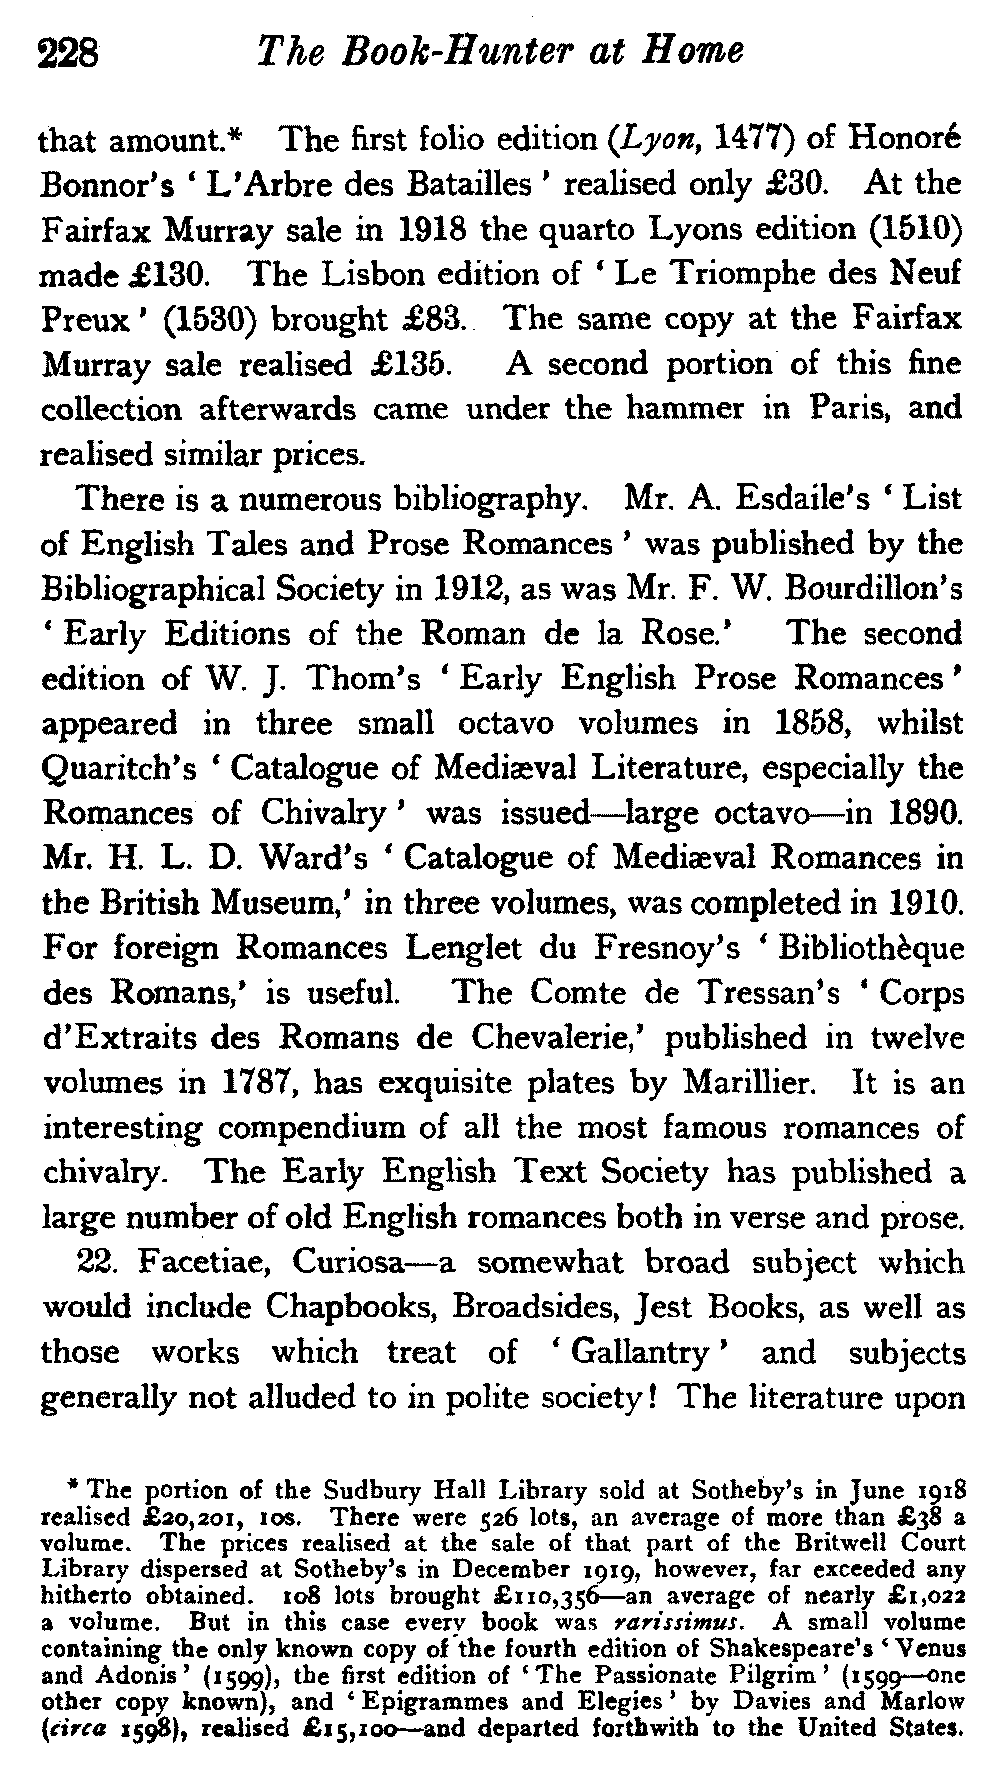 228 The Book-Hunter at Home
that amount.* The first folio edition (Lyon, 1477) of Honoré
Bonnor's ‘ L'Arbre des Batailles ’ realised only £30. At the
Fairfax Murray sale in 1918 the quarto Lyons edition (1510)
made £130. The Lisbon edition of ‘ Le Triomphe des Neuf
Preux ’ (1530) brought £83. The same copy at the Fairfax
Murray sale realised £135. A second portion of this fine
collection afterwards came under the hammer in Paris, and
realised similar prices.
There is a numerous bibliography. Mr. A. Esdaile's ‘ List
of English Tales and Prose Romances ’ was published by the
Bibliographical Society in 1912, as was Mr. F. W. Bourdillon's
‘ Early Editions of the Roman de la Rose.’ The second
edition of W. J. Thom's ‘ Early English Prose Romances ’
appeared in three small octavo volumes in 1858, whilst
Quaritch's ‘ Catalogue of Mediæval Literature, especially the
Romances of Chivalry ’ was issued—large octavo—in 1890.
Mr. H. L. D. Ward's ‘ Catalogue of Mediæval Romances in
the British Museum,’ in three volumes, was completed in 1910.
For foreign Romances Lenglet du Fresnoy's ‘ Bibliothèque
des Romans,’ is useful. The Comte de Tressan's ‘ Corps
d'Extraits des Romans de Chevalerie,’ published in twelve
volumes in 1787, has exquisite plates by Marillier. It is an
interesting compendium of all the most famous romances of
chivalry. The Early English Text Society has published a
large number of old English romances both in verse and prose.
22. Facetiae, Curiosa—a somewhat broad subject which
would include Chapbooks, Broadsides, Jest Books, as well as
those works which treat of ‘ Gallantry ’ and subjects
generally not alluded to in polite society! The literature upon
* The portion of the Sudbury Hall Library sold at Sotheby's in June 1918
realised £20,201, 10s. There were 526 lots, an average of more than £38 a
volume. The prices realised at the sale of that part of the Britwell Court
Library dispersed at Sotheby's in December 1919, however, far exceeded any
hitherto obtained. 108 lots brought £110,356—an average of nearly £1,022
a volume. But in this case every book was rarissimus. A small volume
containing the only known copy of the fourth edition of Shakespeare's ‘ Venus
and Adonis ’ (1599), the first edition of ‘ The Passionate Pilgrim ’ (1599—one
other copy known), and ‘ Epigrammes and Elegies ’ by Davies and Marlow
(circa 1598), realised £15,100—and departed forthwith to the United States.